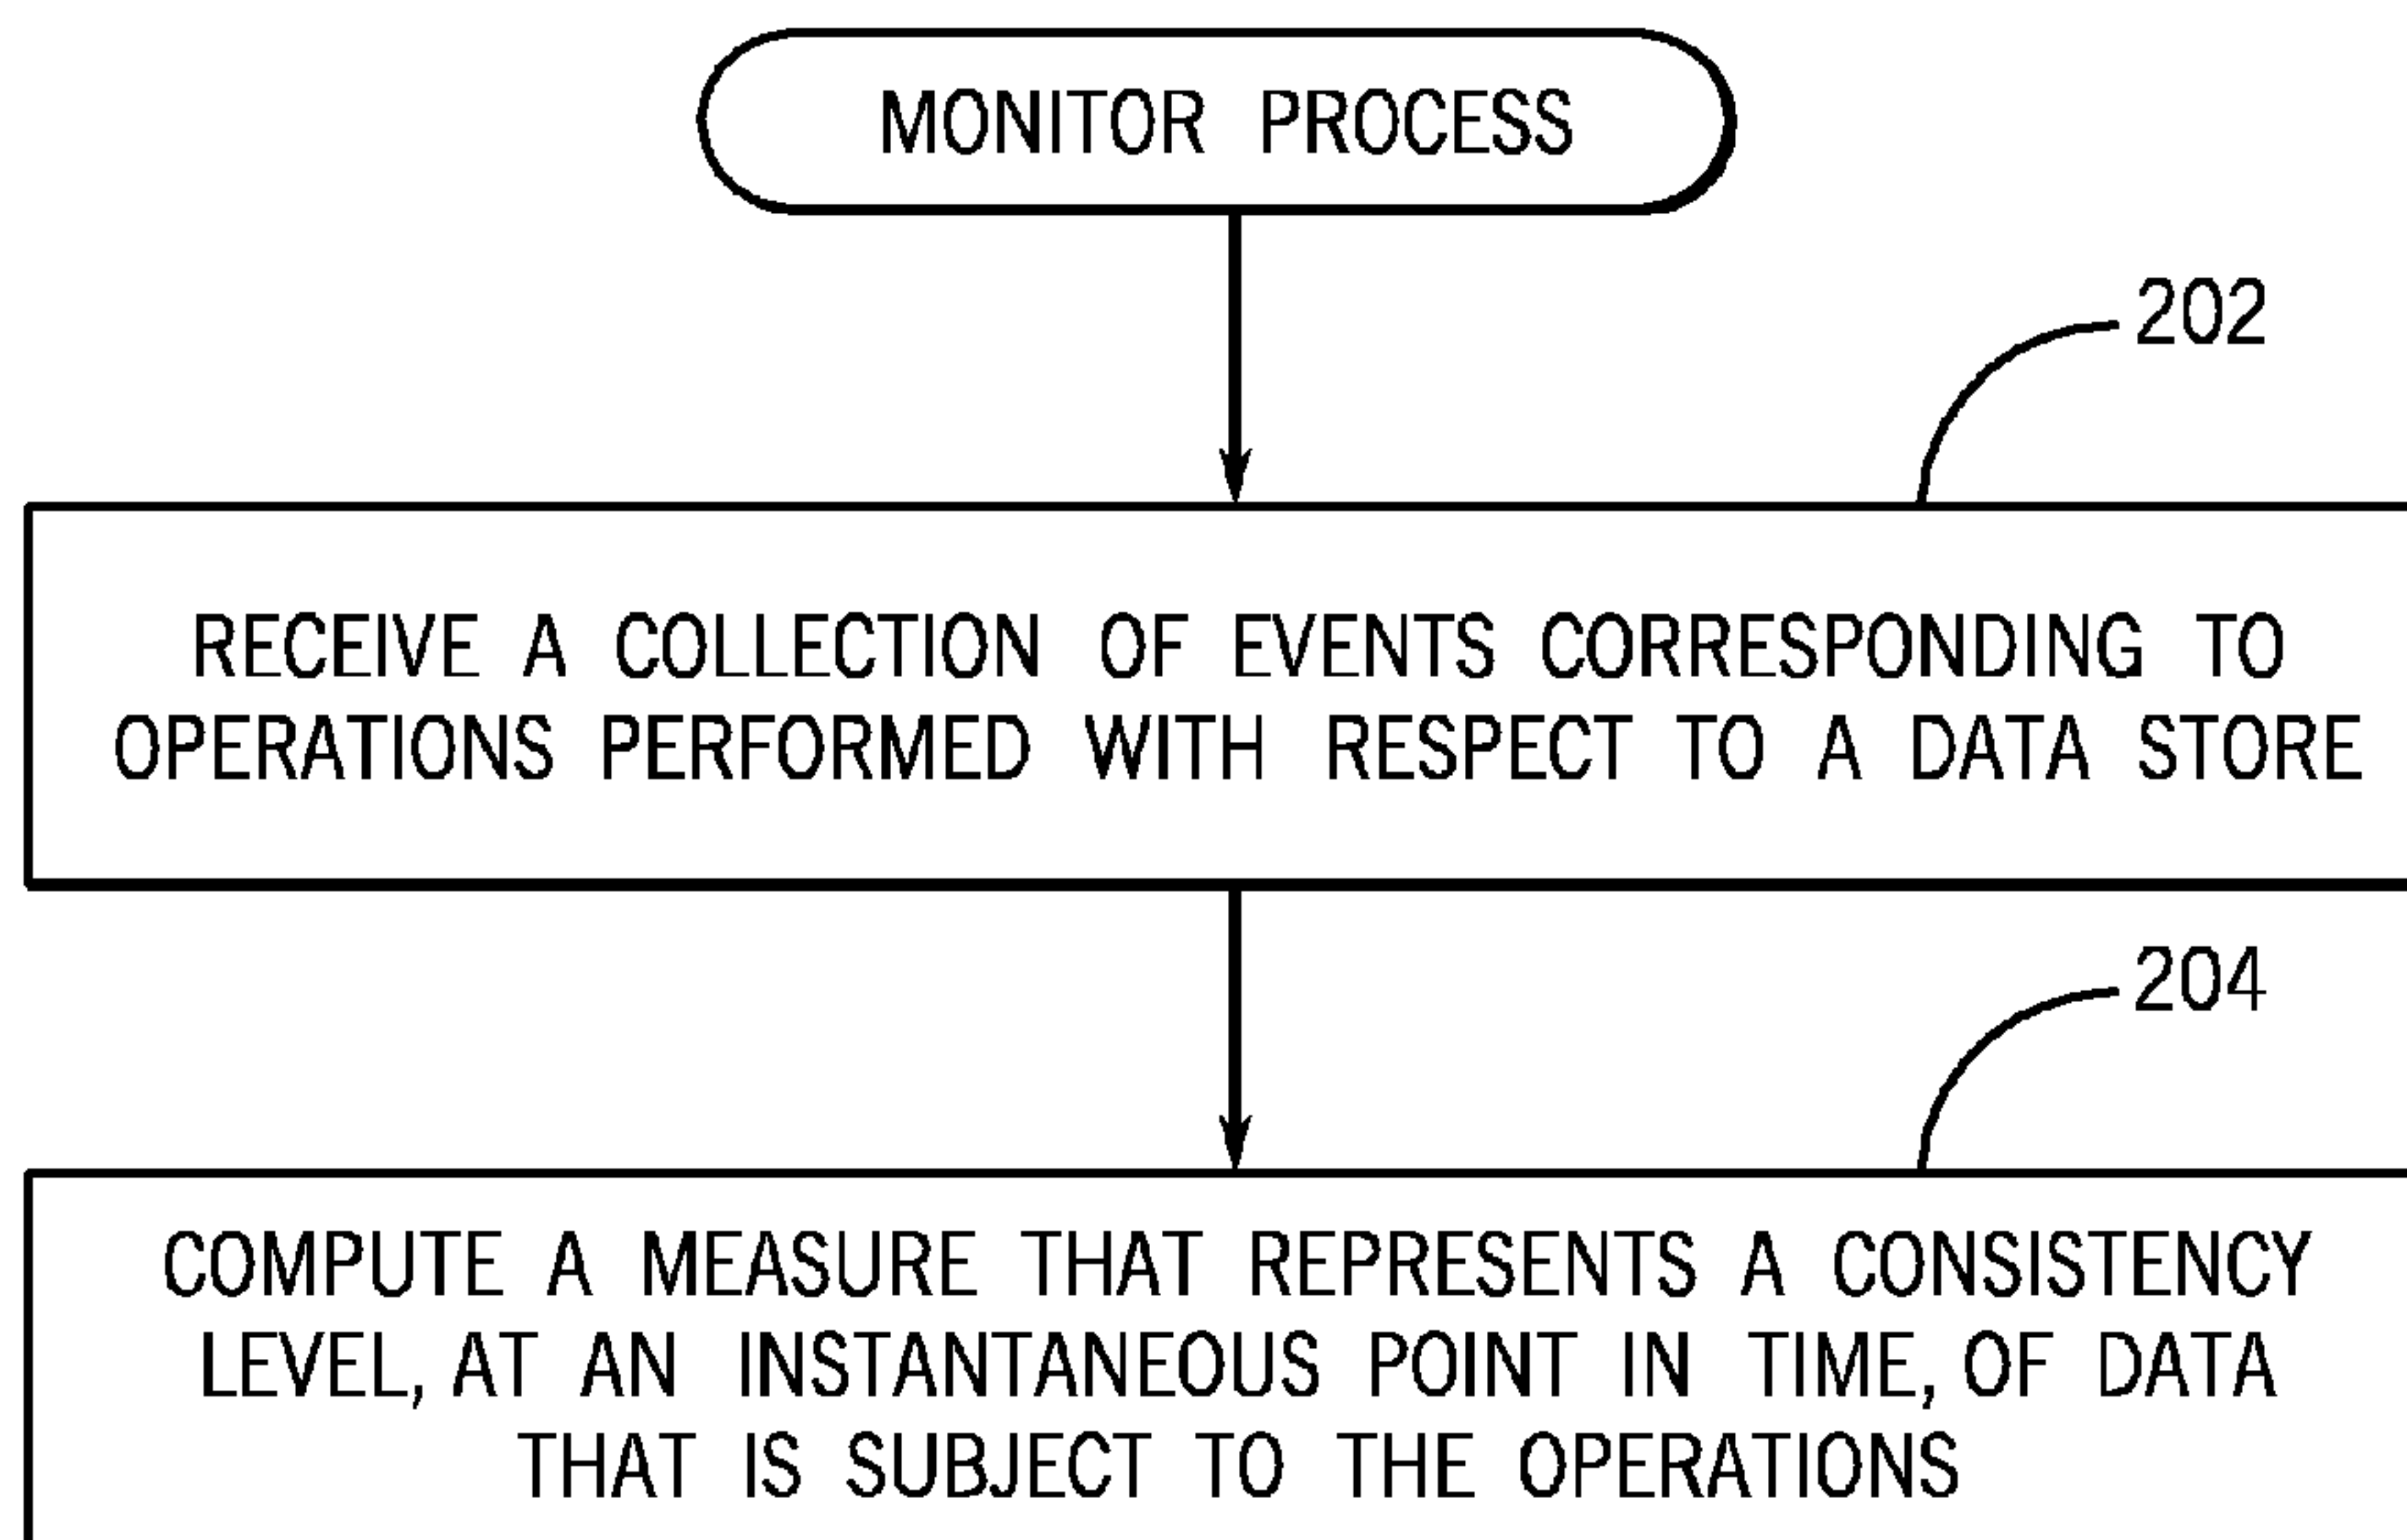 MONITOR PROCESS
202
RECEIVE A COLLECTION OF EVENTS CORRESPONDING TO
OPERATIONS PERFORMED WITH RESPECT TO A DATA STORE
204
COMPUTE A MEASURE THAT REPRESENTS A CONSISTENCY
LEVEL, AT AN INSTANTANEOUS POINT IN TIME, OF DATA
THAT IS SUBJECT TO THE OPERATIONS